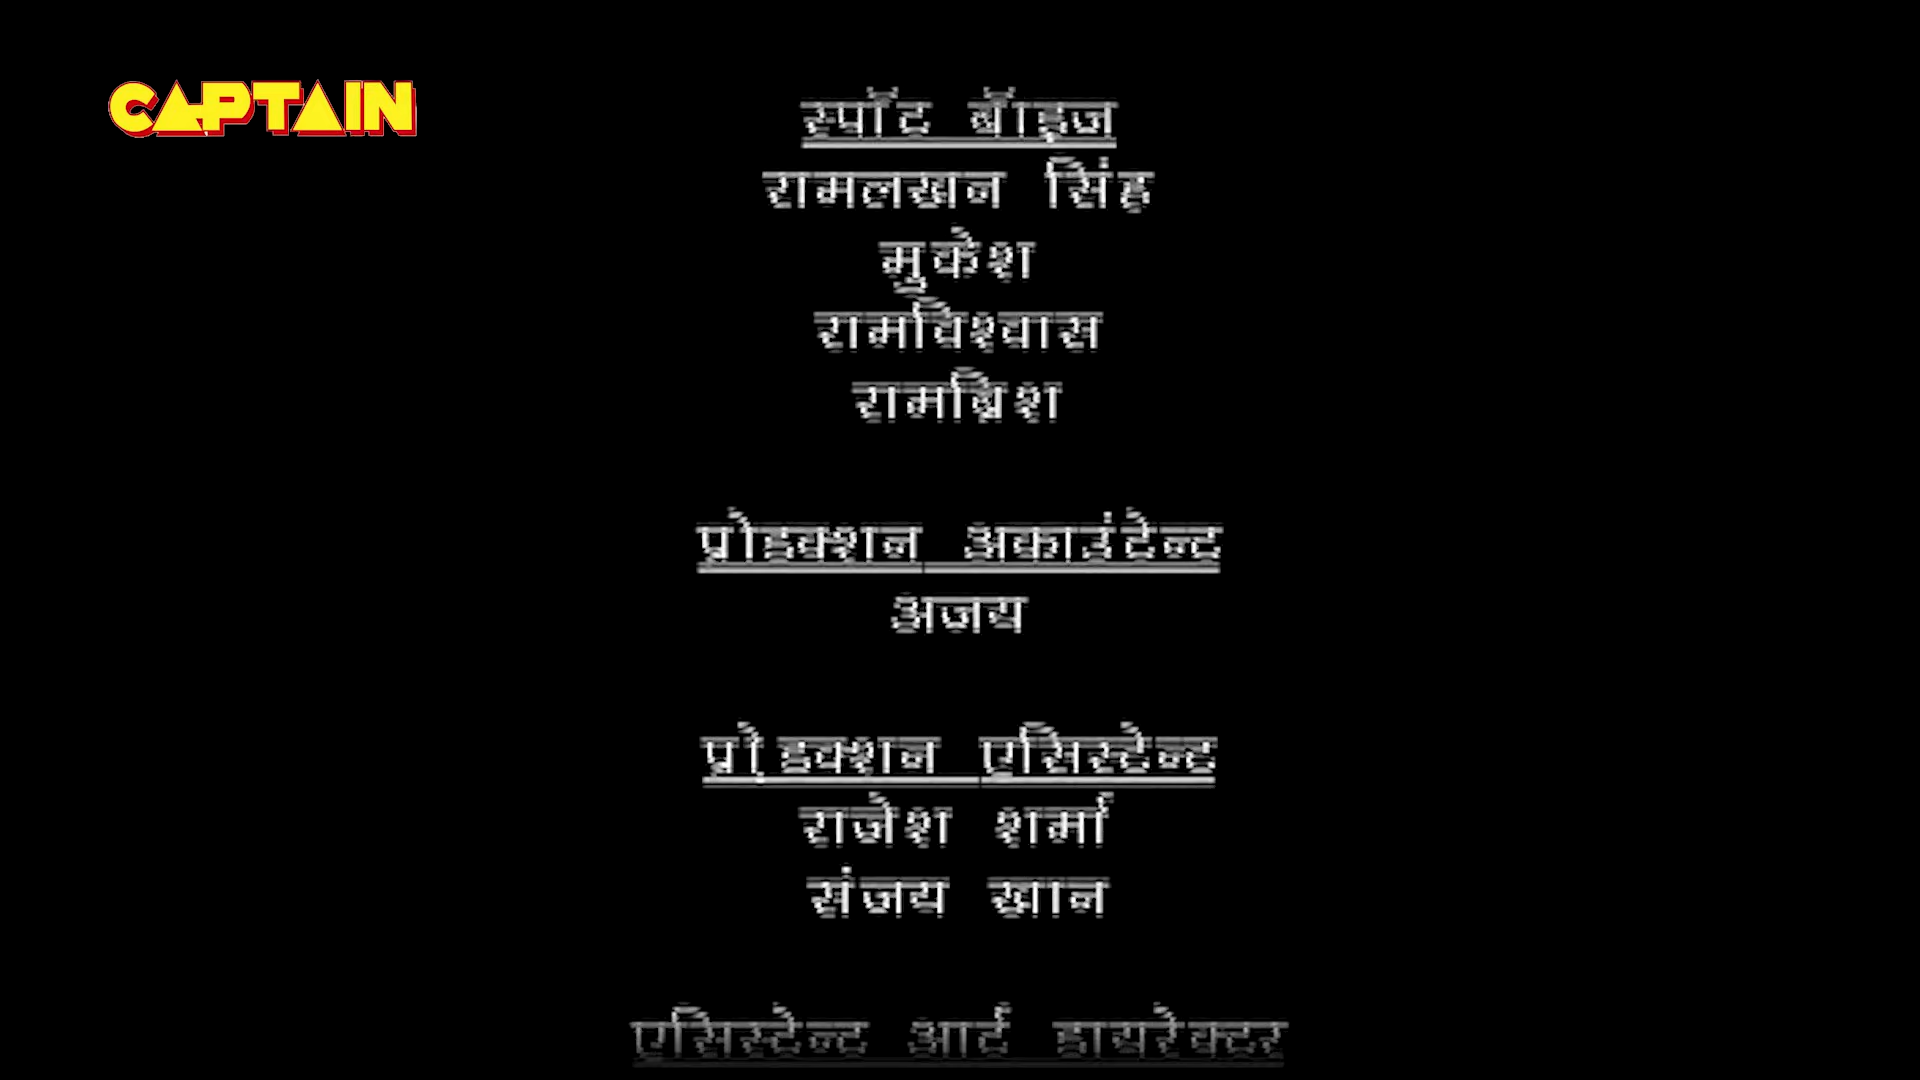 CAPTAIN
स्पॉट बॉइज
रामलखन सिंह
मुकेश
रामविश्वास
रामब्रिश
प्रोडक्शन अकाउंटेन्ट
अजय
प्रोडक्शन एसिस्टेन्ट
राजेश शर्मा
संजय खान
एसिस्टेन्ट आर्ट डायरेक्टर